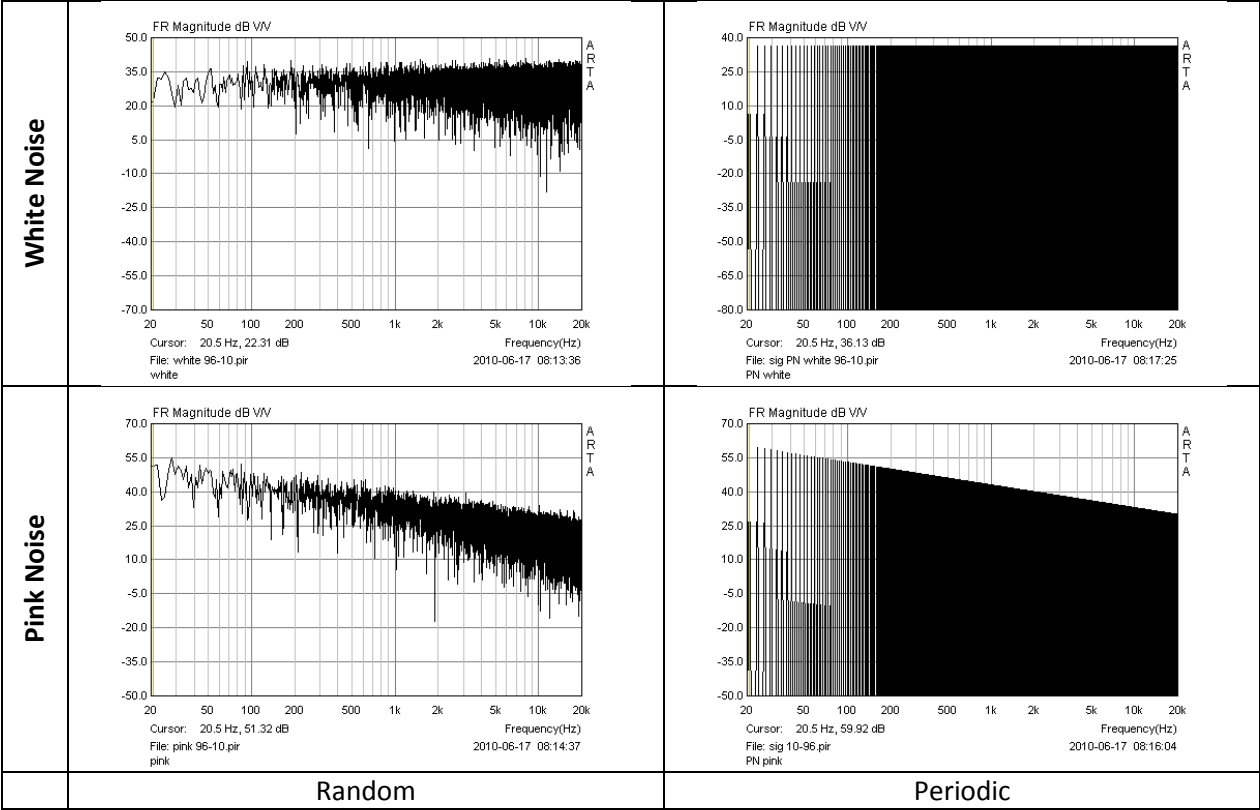 White Noise
FR Magnitude dB V/V
50.0
35.0
20.0
5.0
-10.0
-25.0
-40.0
-55.0
-70.0
A
R
T
A
20 50 100 200 500 1k 2k 5k 10k 20k
Cursor: 20.5 Hz, 22.31 dB Frequency(Hz)
File: white 96-10.pir 2010-06-17 08:13:36
white
FR Magnitude dB V/V
40.0
25.0
10.0
-5.0
-20.0
-35.0
-50.0
-65.0
-80.0
A
R
T
A
20 50 100 200 500 1k 2k 5k 10k 20k
Cursor: 20.5 Hz, 36.13 dB Frequency(Hz)
File: sig PN white 96-10.pir 2010-06-17 08:17:25
PN white
Pink Noise
FR Magnitude dB V/V
70.0
55.0
40.0
25.0
10.0
-5.0
-20.0
-35.0
-50.0
A
R
T
A
20 50 100 200 500 1k 2k 5k 10k 20k
Cursor: 20.5 Hz, 51.32 dB Frequency(Hz)
File: pink 96-10.pir 2010-06-17 08:14:37
pink
FR Magnitude dB V/V
70.0
55.0
40.0
25.0
10.0
-5.0
-20.0
-35.0
-50.0
A
R
T
A
20 50 100 200 500 1k 2k 5k 10k 20k
Cursor: 20.5 Hz, 59.92 dB Frequency(Hz)
File: sig 10-96.pir 2010-06-17 08:16:04
PN pink
Random Periodic